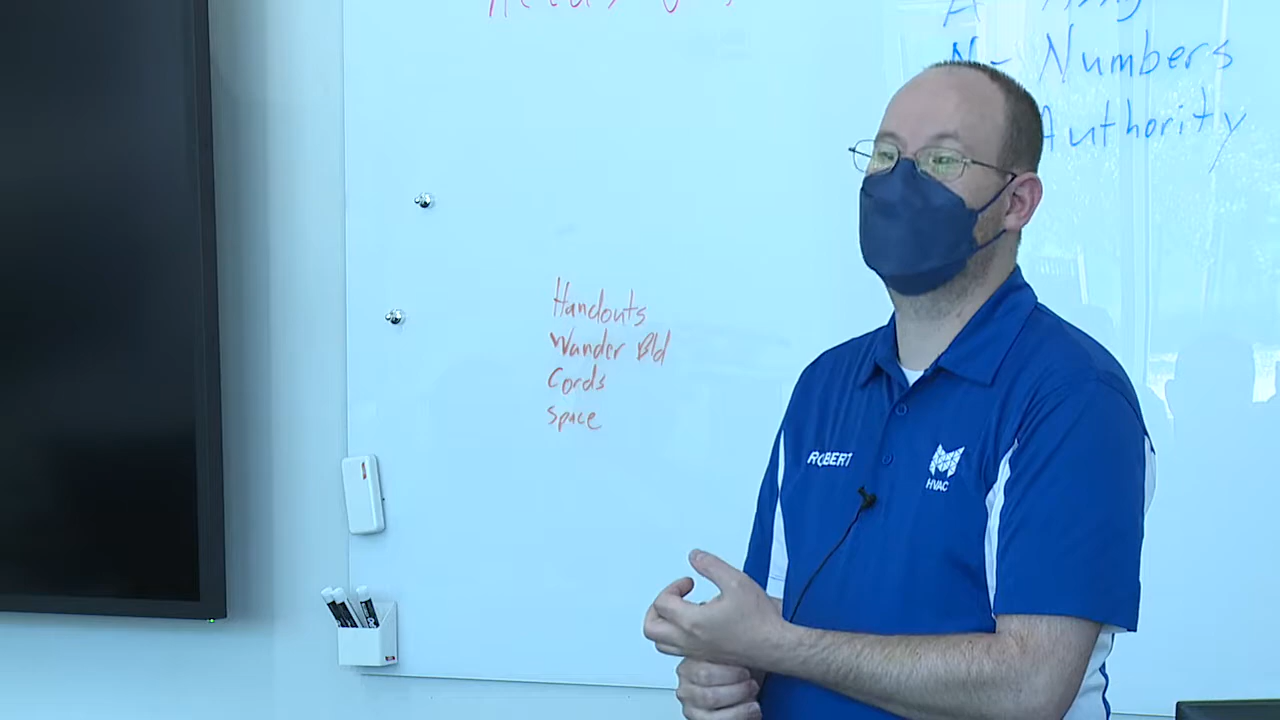 Numbers
Authority
Handouts
Wander Bld
Cords
Space
ROBERT
HVAC